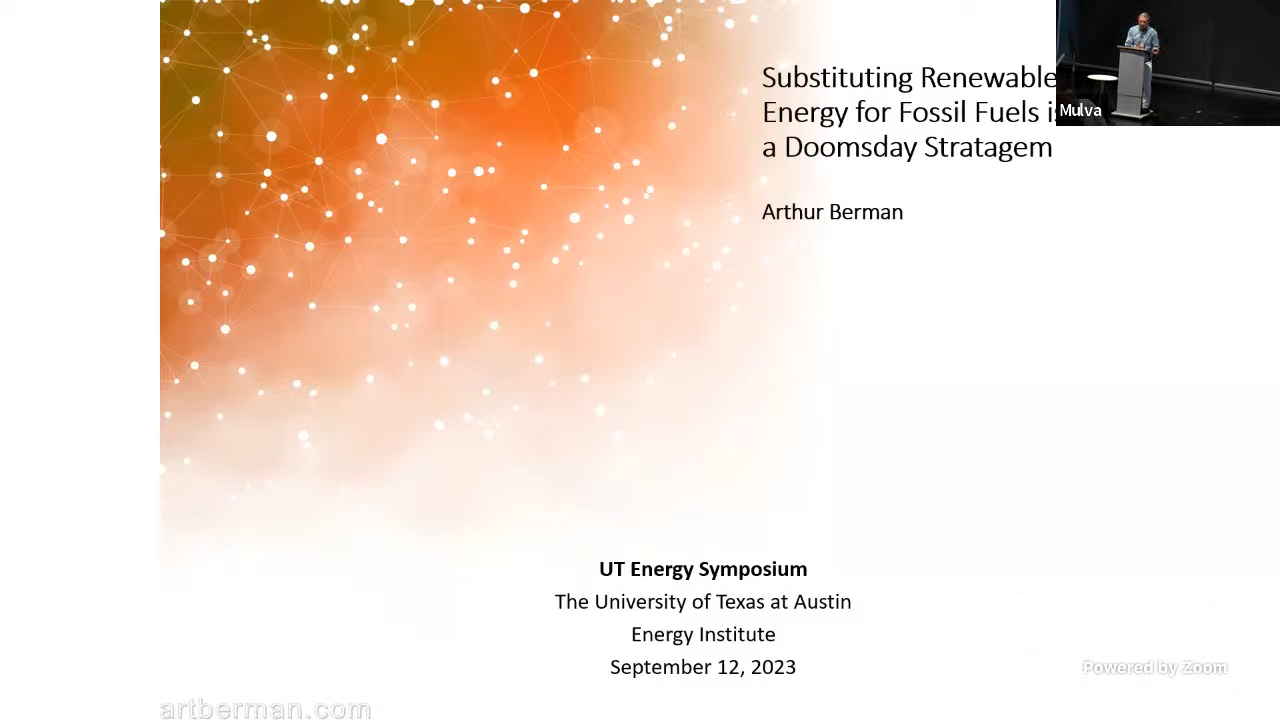 Substituting Renewable
Energy for Fossil Fuels i
a Doomsday Stratagem
Arthur Berman
Mulva
UT Energy Symposium
The University of Texas at Austin
Energy Institute
September 12, 2023
Powered by Zoom
artberman.com